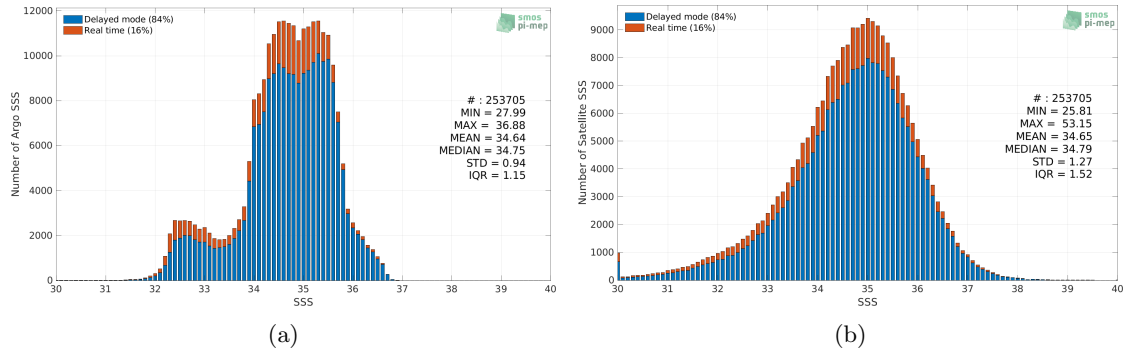 Delayed mode (84%)
Real time (16%)
smos
pi-mep
12000
10000
8000
6000
4000
2000
0
Number of Argo SSS
# : 253705
MIN = 27.99
MAX = 36.88
MEAN = 34.64
MEDIAN = 34.75
STD = 0.94
IQR = 1.15
30 31 32 33 34 35 36 37 38 39 40
SSS
(a)
Delayed mode (84%)
Real time (16%)
smos
pi-mep
9000
8000
7000
6000
5000
4000
3000
2000
1000
0
Number of Satellite SSS
# : 253705
MIN = 25.81
MAX = 53.15
MEAN = 34.65
MEDIAN = 34.79
STD = 1.27
IQR = 1.52
30 31 32 33 34 35 36 37 38 39 40
SSS
(b)